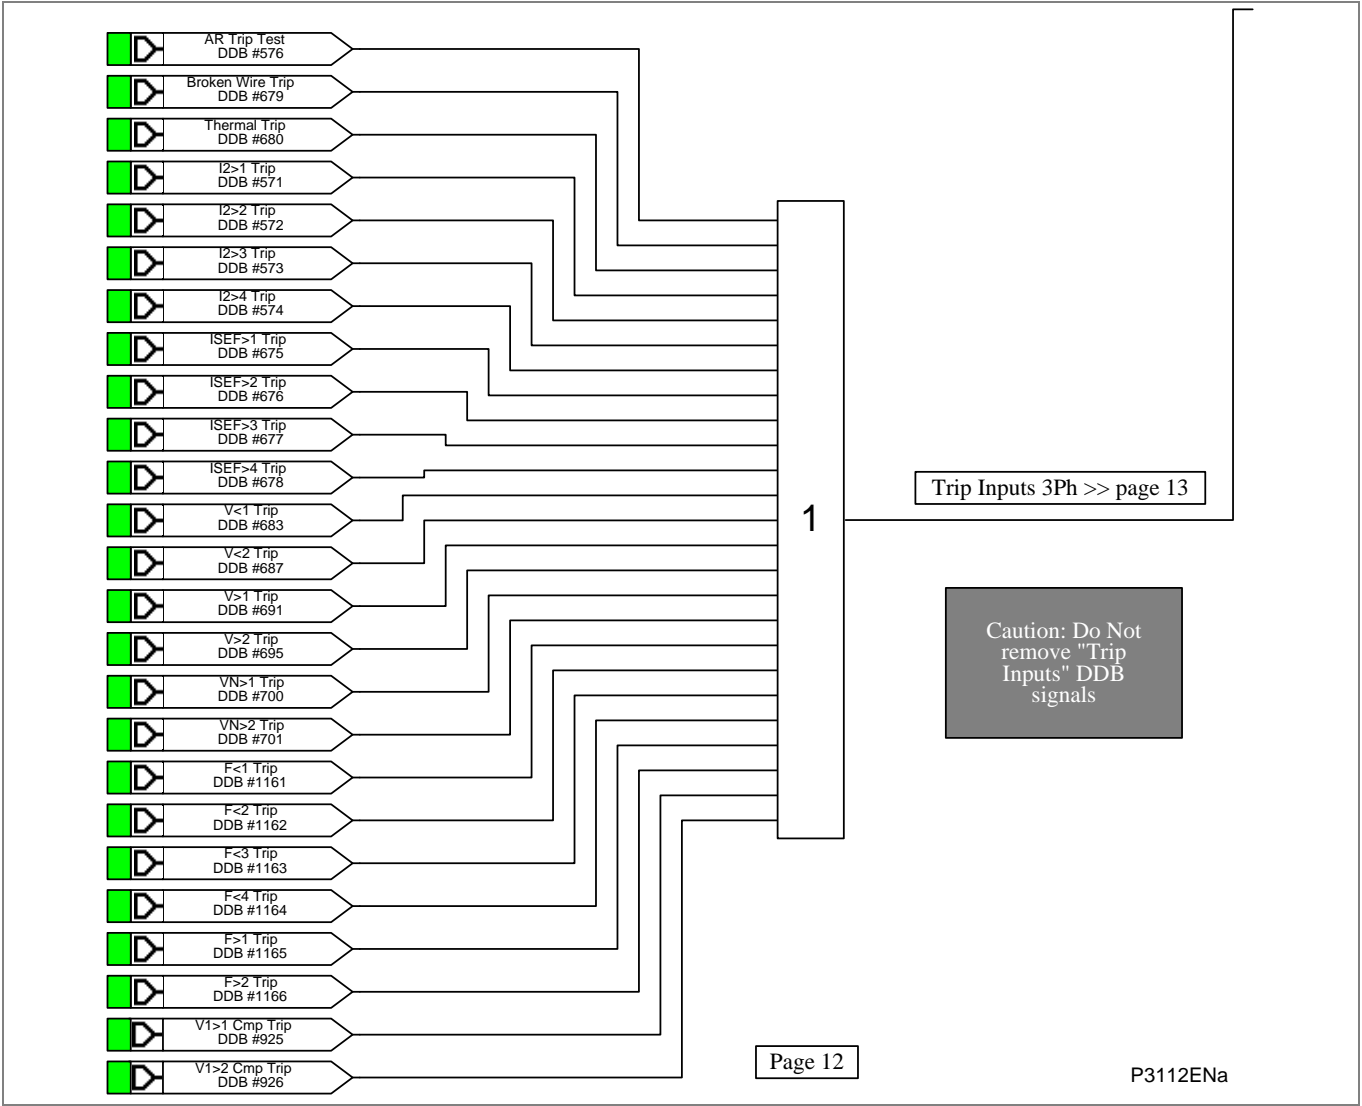 AR Trip Test
DDB #576
Broken Wire Trip
DDB #679
Thermal Trip
DDB #680
I2>1 Trip
DDB #571
I2>2 Trip
DDB #572
I2>3 Trip
DDB #573
I2>4 Trip
DDB #574
ISEF>1 Trip
DDB #675
ISEF>2 Trip
DDB #676
ISEF>3 Trip
DDB #677
ISEF>4 Trip
DDB #678
V<1 Trip
DDB #683
V<2 Trip
DDB #687
V>1 Trip
DDB #691
V>2 Trip
DDB #695
VN>1 Trip
DDB #700
VN>2 Trip
DDB #701
F<1 Trip
DDB #1161
F<2 Trip
DDB #1162
F<3 Trip
DDB #1163
F<4 Trip
DDB #1164
F>1 Trip
DDB #1165
F>2 Trip
DDB #1166
V1>1 Cmp Trip
DDB #925
V1>2 Cmp Trip
DDB #926
1
Trip Inputs 3Ph >> page 13
Caution: Do Not
remove "Trip
Inputs" DDB
signals
Page 12
P3112ENa